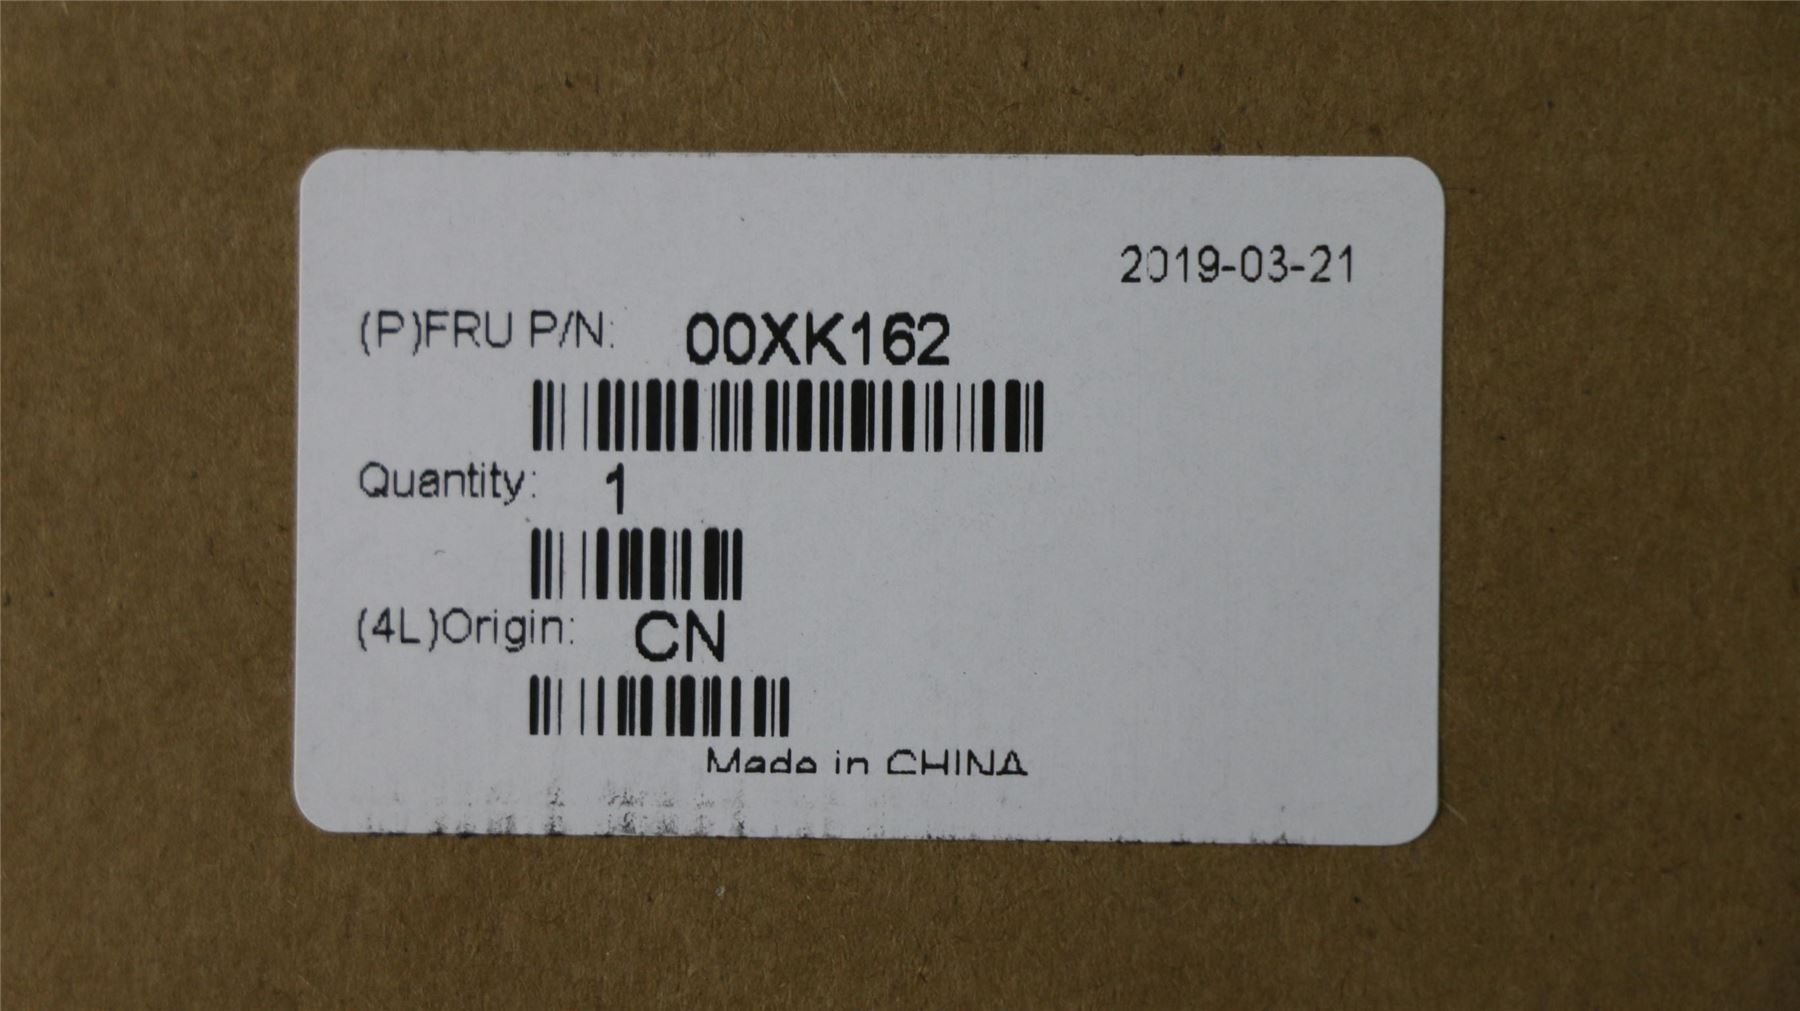 2019-03-21
(P)FRU P/N: 00XK162
Quantity: 1
(4L)Origin: CN
Made in CHINA